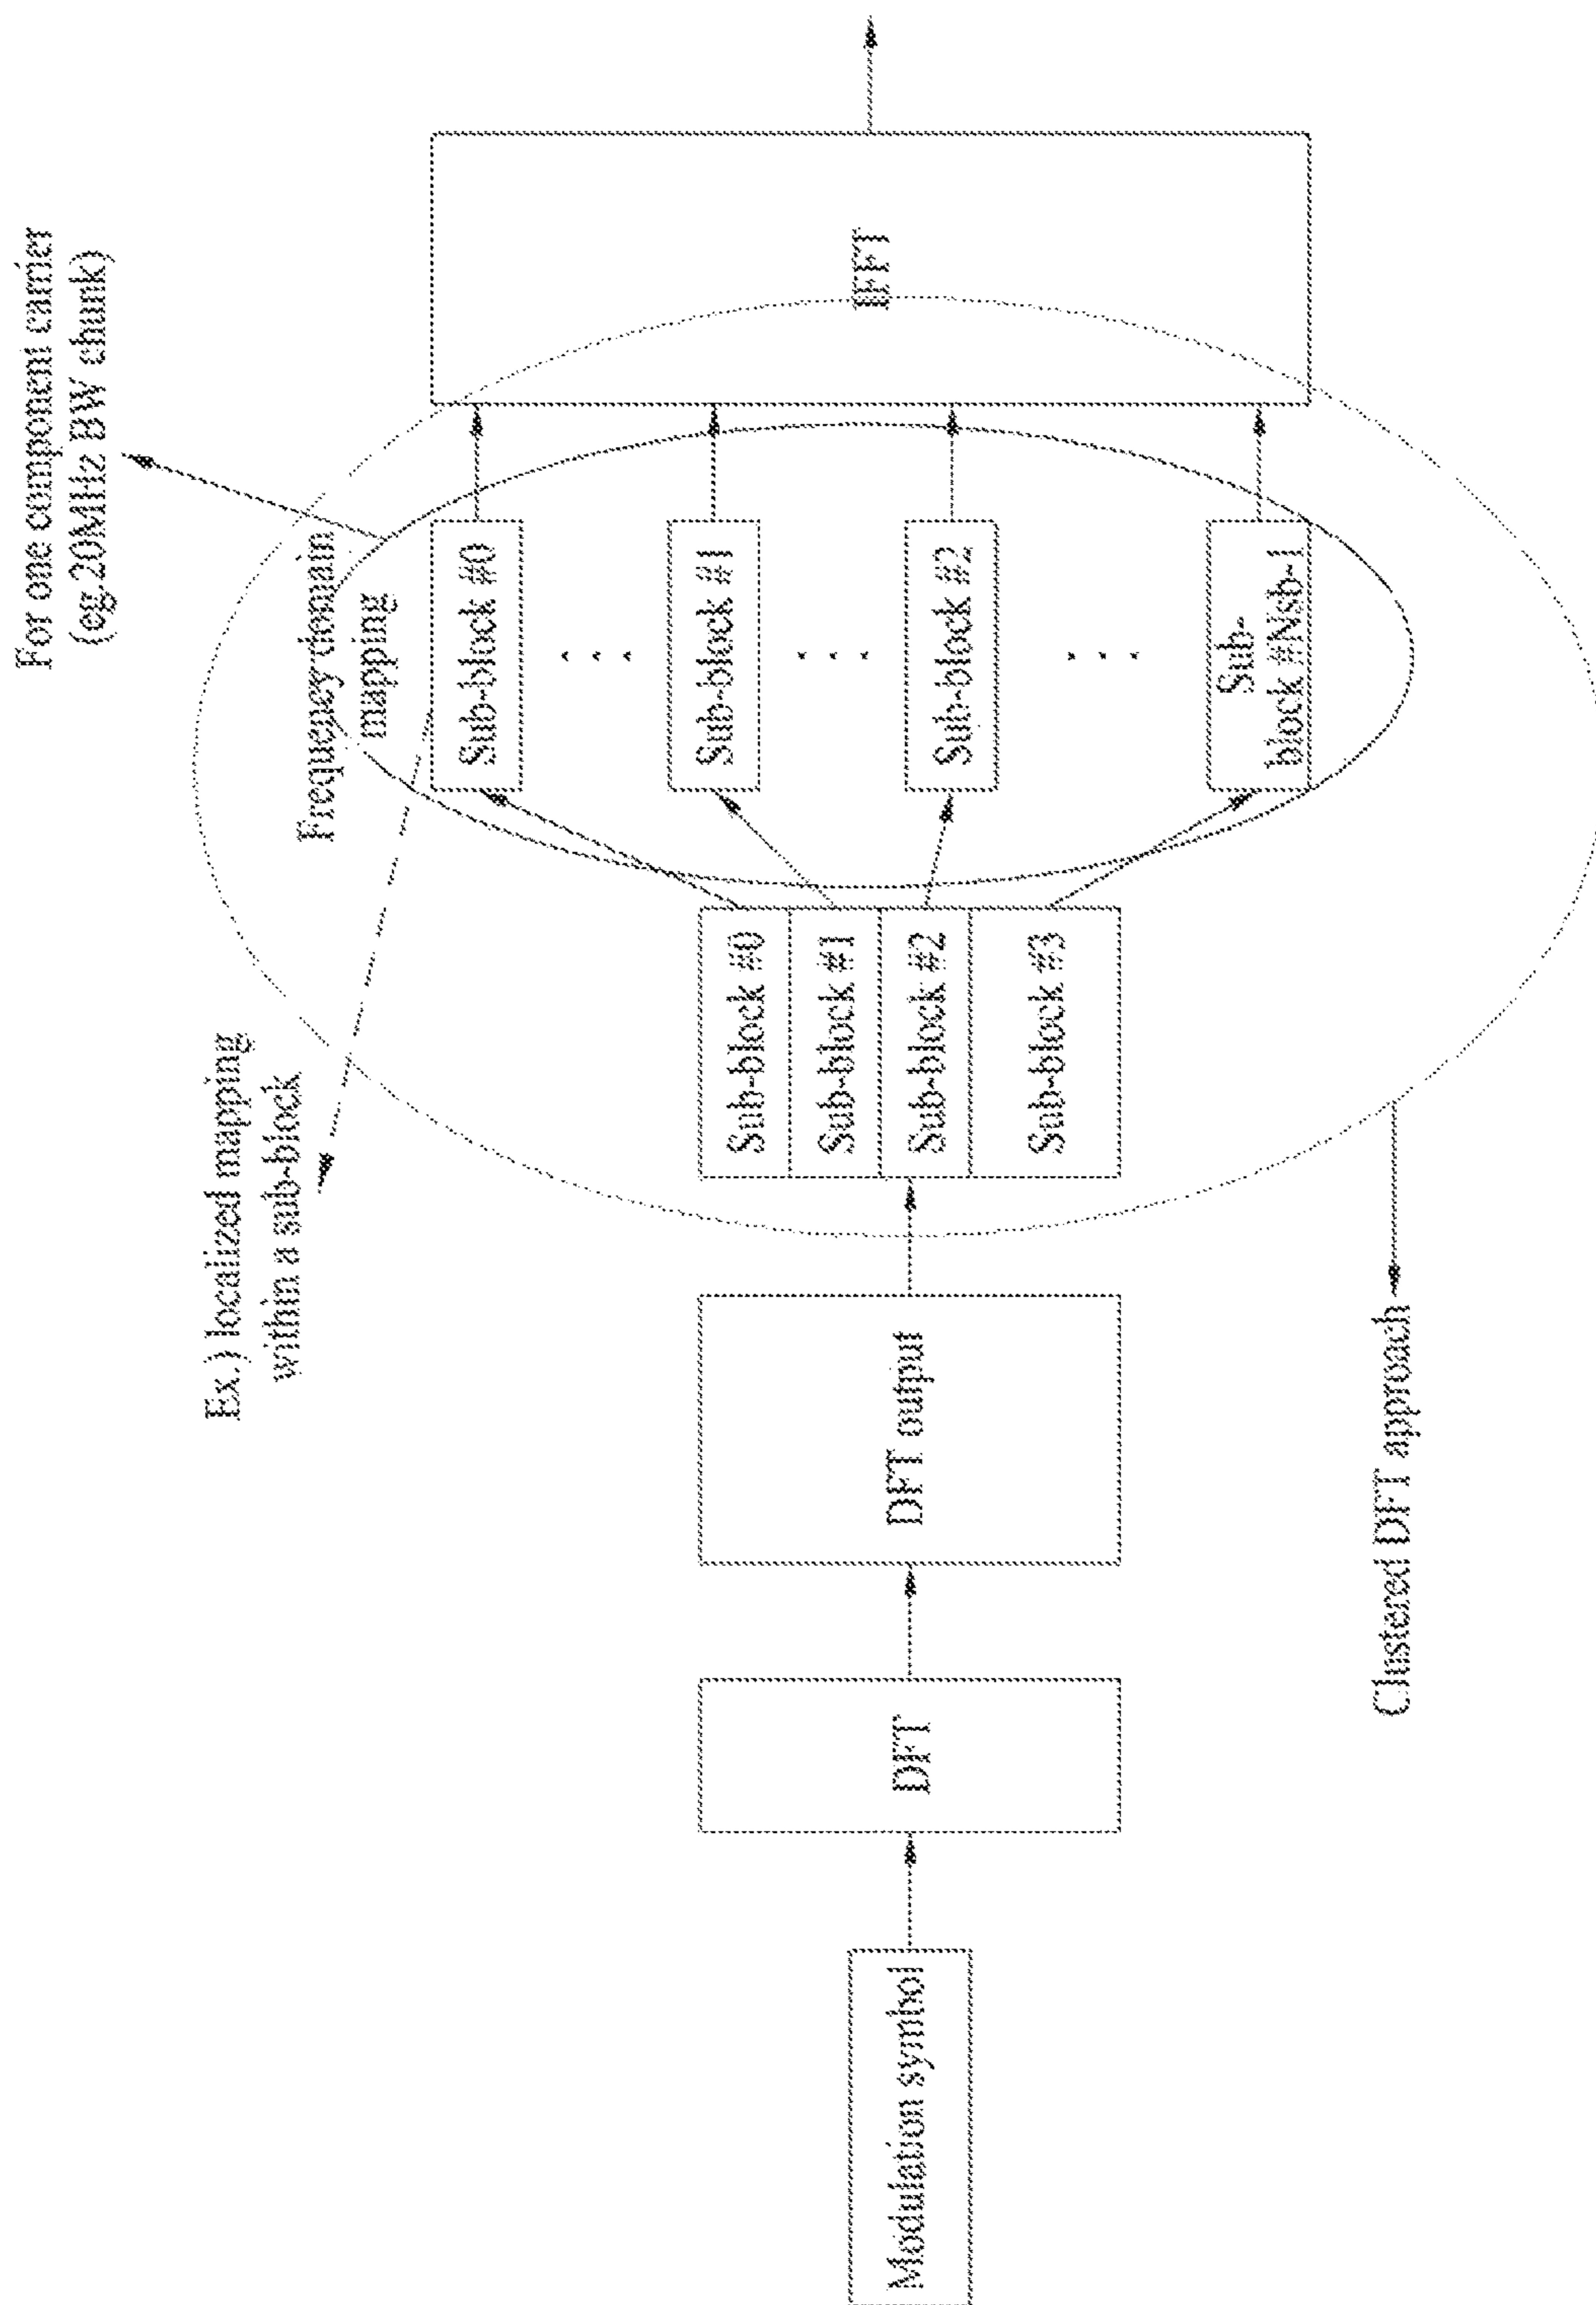 For one component carrier
(eg.20MHz BW chunk)
Ex.) localized mapping
within a sub-block
Frequency domain
mapping
Modulation symbol
DFT
DFT output
Sub-block #0
Sub-block #1
Sub-block #2
Sub-block #3
Sub-block #0
Sub-block #1
Sub-block #2
Sub-
block #Nsb-1
IFFT
Clustered DFT approach